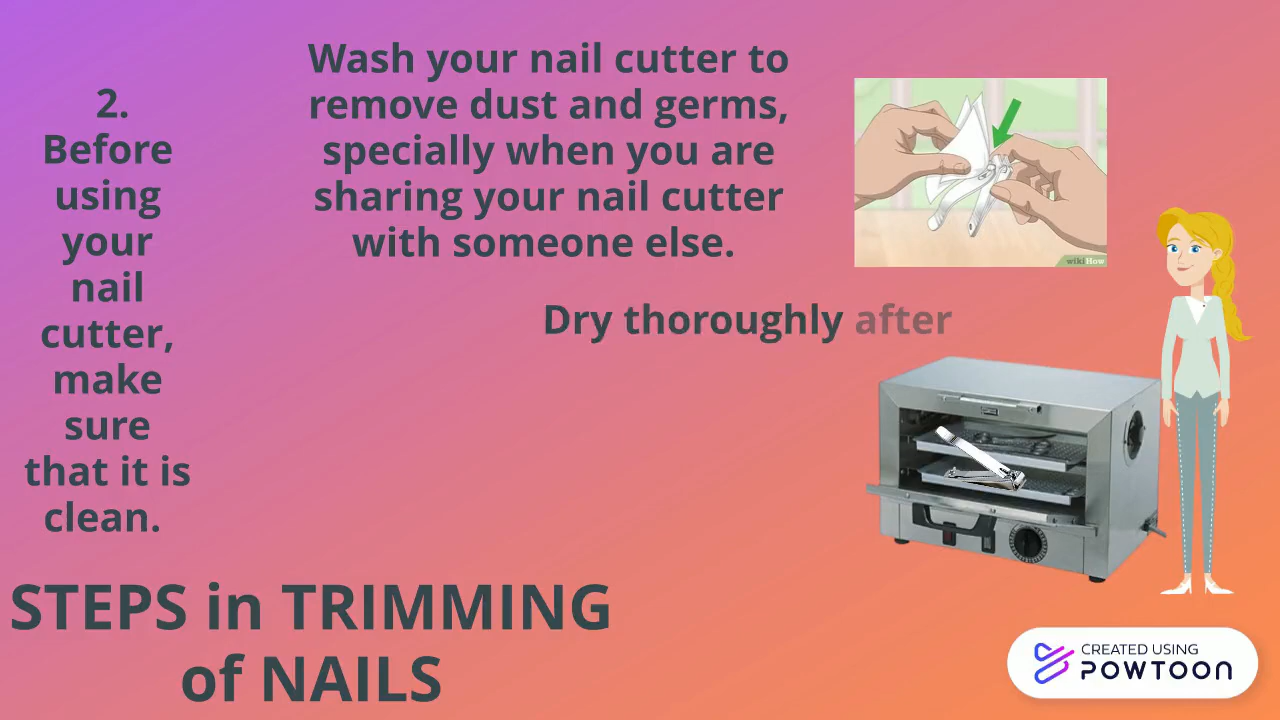 2.
Before
using
your
nail
cutter,
make
sure
that it is
clean.
Wash your nail cutter to
remove dust and germs,
specially when you are
sharing your nail cutter
with someone else.
wikiHow
Dry thoroughly after
STEPS in TRIMMING
of NAILS
CREATED USING
POWTOON